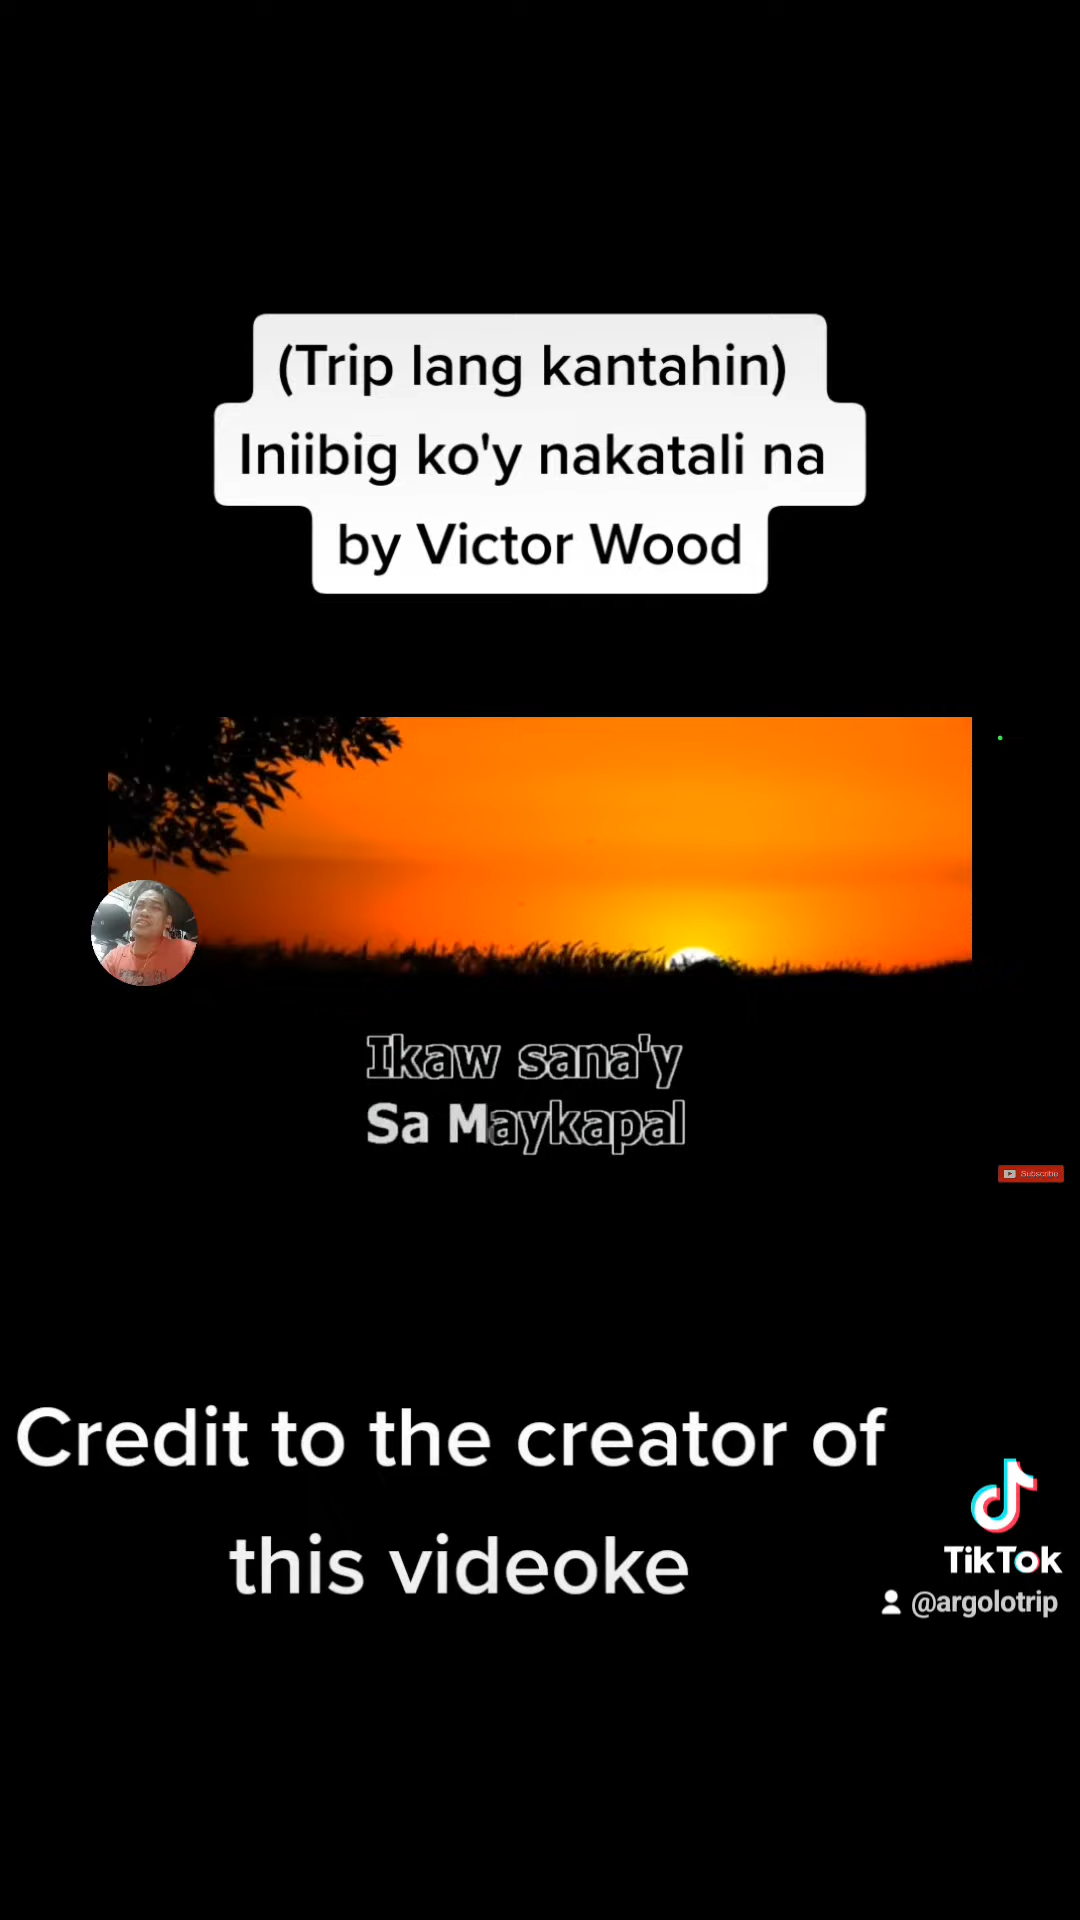 (Trip lang kantahin)
Iniibig ko'y nakatali na
by Victor Wood
Ikaw sana'y
Sa Maykapal
Subscribe
Credit to the creator of
this videoke
TikTok
@argolotrip